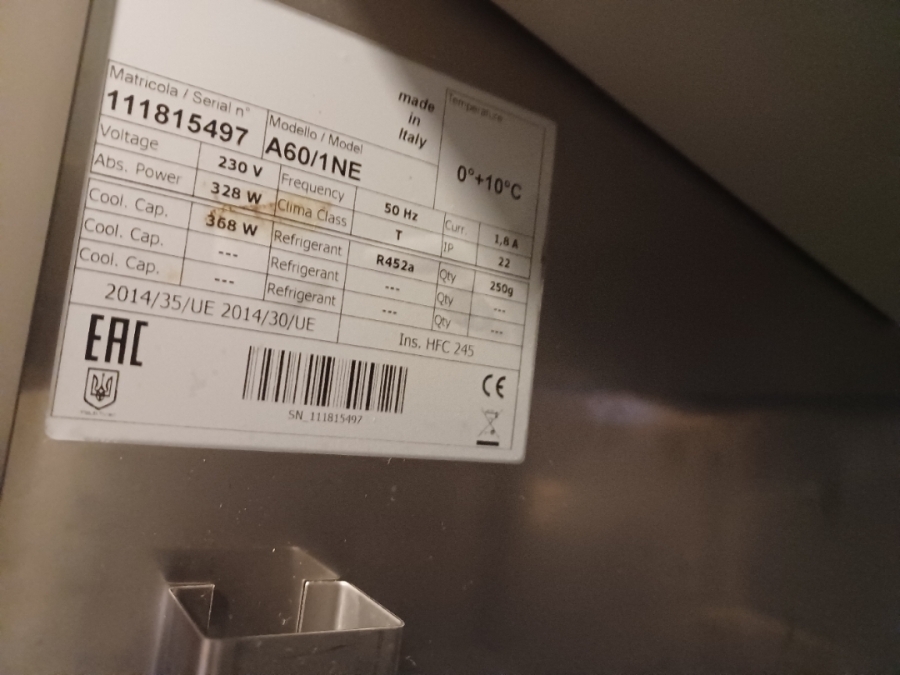 Matricola / Serial n°
111815497
Modello / Model
A60/1NE
made
in
Italy
Temperature
0°+10°C
Voltage 230 V Frequency 50 Hz Curr. 1,8 A
Abs. Power 328 W Clima Class T IP 22
Cool. Cap. 368 W Refrigerant R452a Qty 250g
Cool. Cap. --- Refrigerant --- Qty ---
Cool. Cap. --- Refrigerant --- Qty ---
2014/35/UE 2014/30/UE
Ins. HFC 245
EAC
CE
SN_111815497